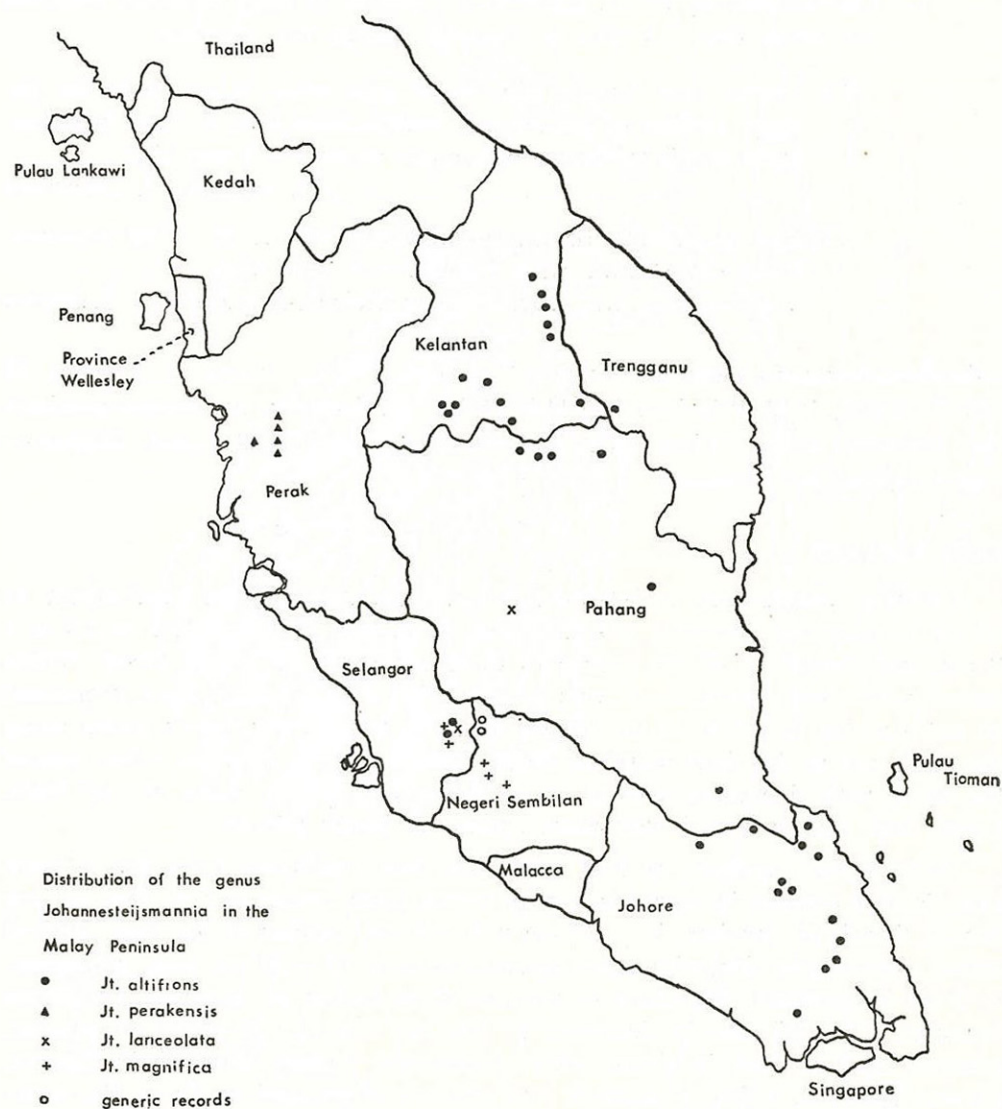 Thailand
Pulau Lankawi
Kedah
Penang
Province
Wellesley
Kelantan
Trengganu
Perak
Pahang
Selangor
Pulau
Tioman
Negeri Sembilan
Malacca
Johore
Singapore
Distribution of the genus
Johannesteijsmannia in the
Malay Peninsula
Jt. altifrons
Jt. perakensis
x Jt. lanceolata
+ Jt. magnifica
o generic records